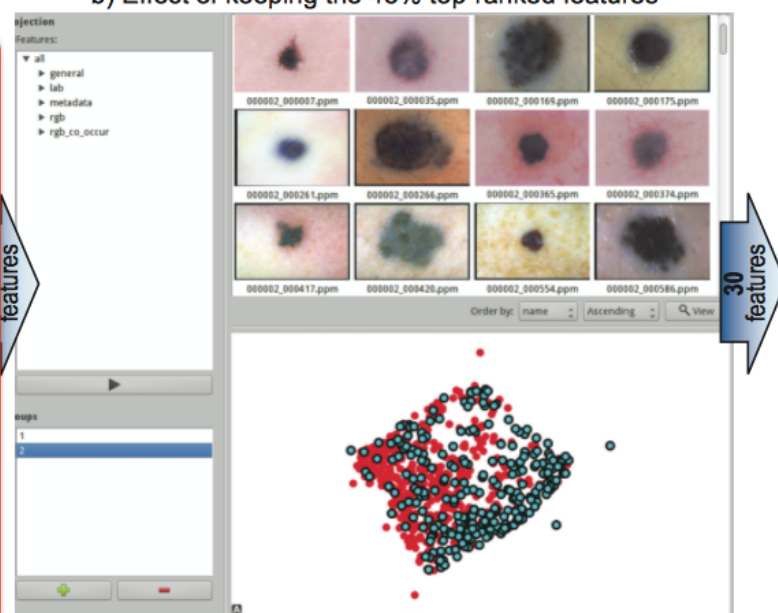 b) Effect of keeping the 40% top-ranked features
ojection
Features:
all
general
lab
metadata
rgb
rgb_co_occur
000002_000007.ppm
000002_000035.ppm
000002_000169.ppm
000002_000175.ppm
000002_000261.ppm
000002_000266.ppm
000002_000365.ppm
000002_000374.ppm
000002_000417.ppm
000002_000420.ppm
000002_000554.ppm
000002_000586.ppm
Order by: name Ascending View
features
30
features
oups
1
2
A